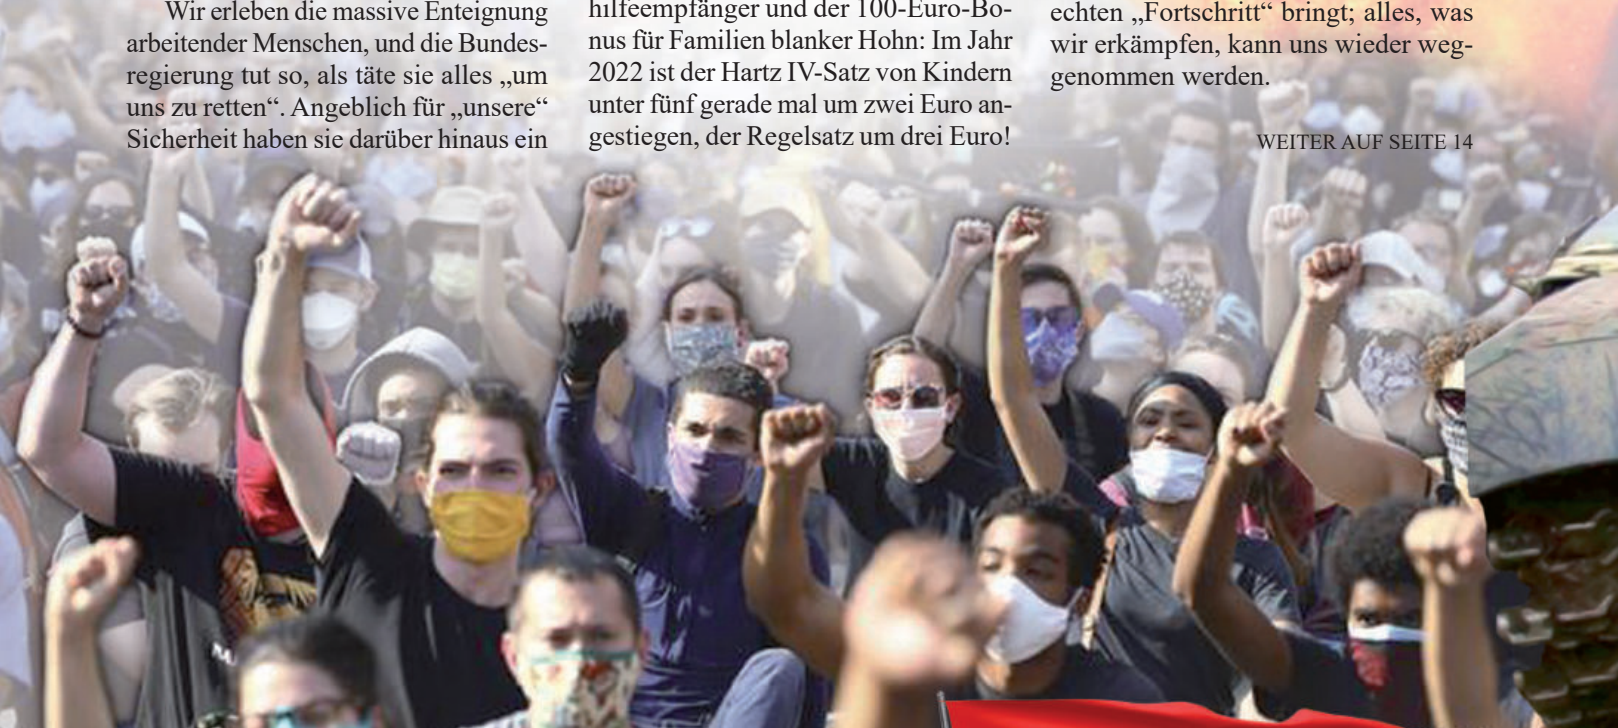 Wir erleben die massive Enteignung
arbeitender Menschen, und die Bundes-
regierung tut so, als täte sie alles „um
uns zu retten“. Angeblich für „unsere“
Sicherheit haben sie darüber hinaus ein
hilfeempfänger und der 100-Euro-Bo-
nus für Familien blanker Hohn: Im Jahr
2022 ist der Hartz IV-Satz von Kindern
unter fünf gerade mal um zwei Euro an-
gestiegen, der Regelsatz um drei Euro!
echten „Fortschritt“ bringt; alles, was
wir erkämpfen, kann uns wieder weg-
genommen werden.
WEITER AUF SEITE 14